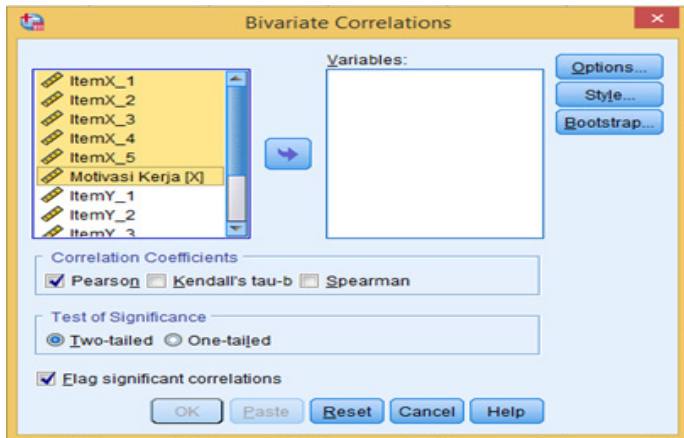 Bivariate Correlations
Variables:
ItemX_1
ItemX_2
ItemX_3
ItemX_4
ItemX_5
Motivasi Kerja [X]
ItemY_1
ItemY_2
ItemY_3
Options...
Style...
Bootstrap...
Correlation Coefficients
Pearson Kendall's tau-b Spearman
Test of Significance
Two-tailed One-tailed
Flag significant correlations
OK Paste Reset Cancel Help